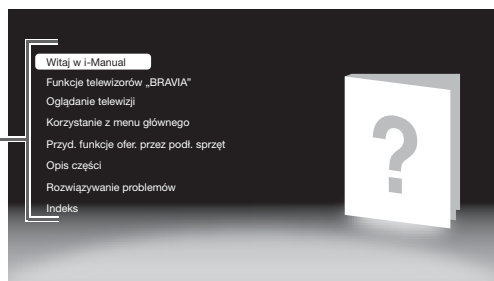 Witaj w i-Manual
Funkcje telewizorów „BRAVIA”
Oglądanie telewizji
Korzystanie z menu głównego
Przyd. funkcje ofer. przez podł. sprzęt
Opis części
Rozwiązywanie problemów
Indeks
?